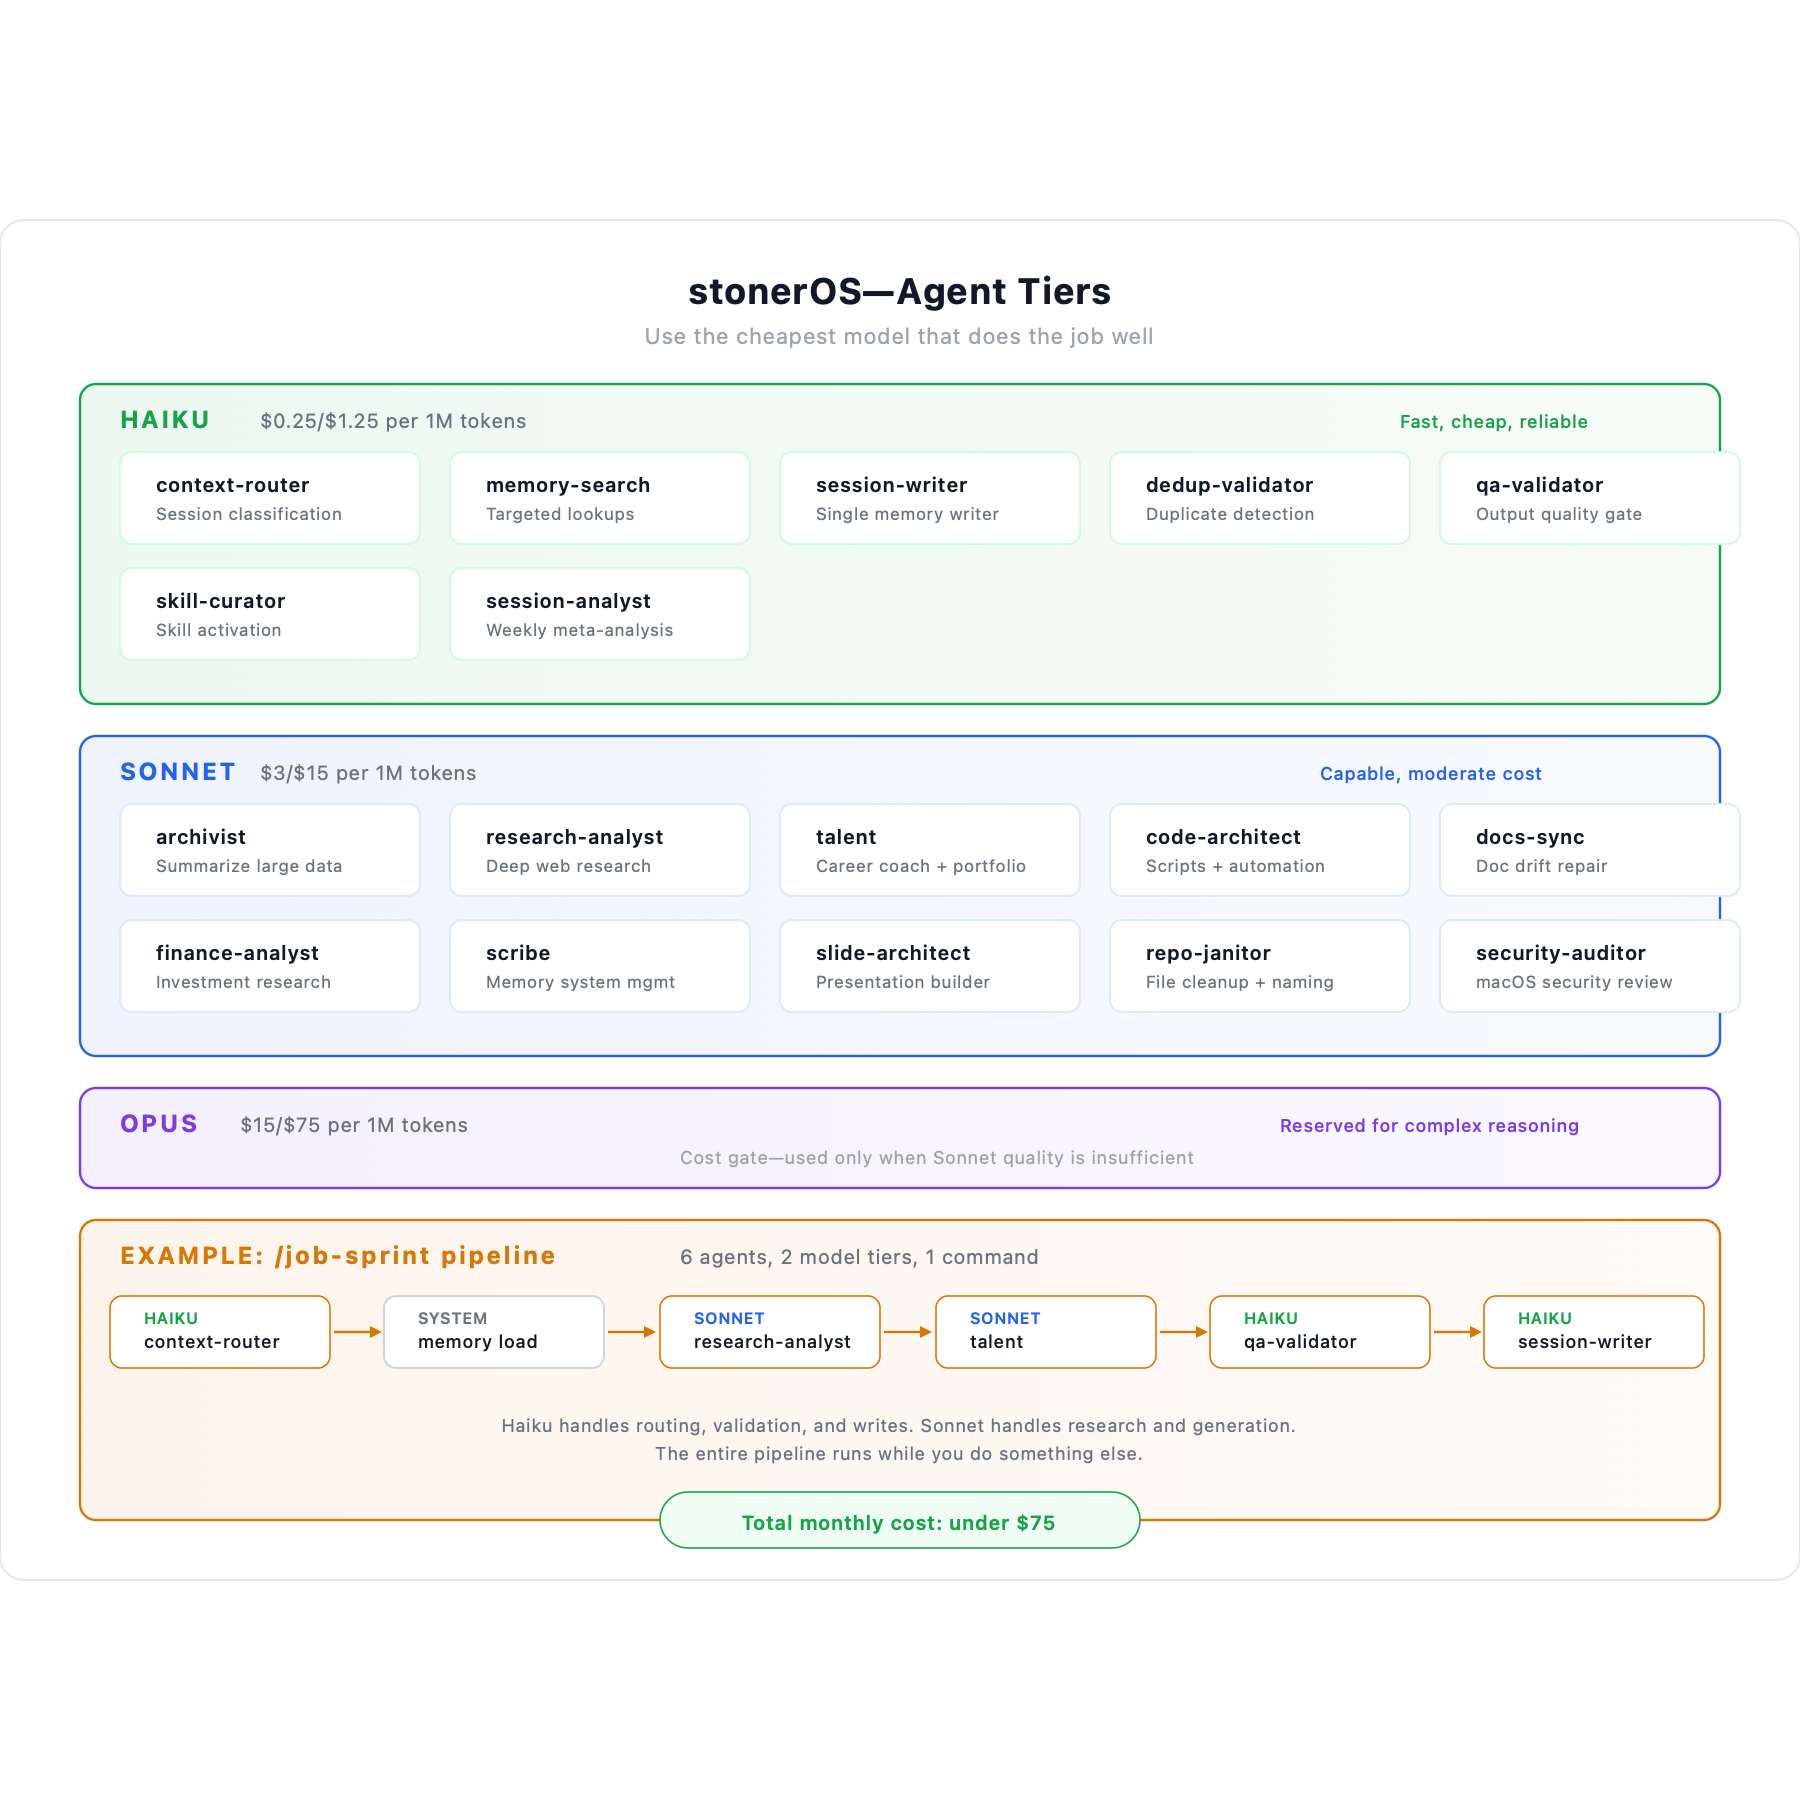 stonerOS—Agent Tiers
Use the cheapest model that does the job well
HAIKU $0.25/$1.25 per 1M tokens Fast, cheap, reliable
context-router memory-search session-writer dedup-validator qa-validator
Session classification Targeted lookups Single memory writer Duplicate detection Output quality gate
skill-curator session-analyst
Skill activation Weekly meta-analysis
SONNET $3/$15 per 1M tokens Capable, moderate cost
archivist research-analyst talent code-architect docs-sync
Summarize large data Deep web research Career coach + portfolio Scripts + automation Doc drift repair
finance-analyst scribe slide-architect repo-janitor security-auditor
Investment research Memory system mgmt Presentation builder File cleanup + naming macOS security review
OPUS $15/$75 per 1M tokens Reserved for complex reasoning
Cost gate—used only when Sonnet quality is insufficient
EXAMPLE: /job-sprint pipeline 6 agents, 2 model tiers, 1 command
HAIKU SYSTEM SONNET SONNET HAIKU HAIKU
context-router memory load research-analyst talent qa-validator session-writer
Haiku handles routing, validation, and writes. Sonnet handles research and generation.
The entire pipeline runs while you do something else.
Total monthly cost: under $75